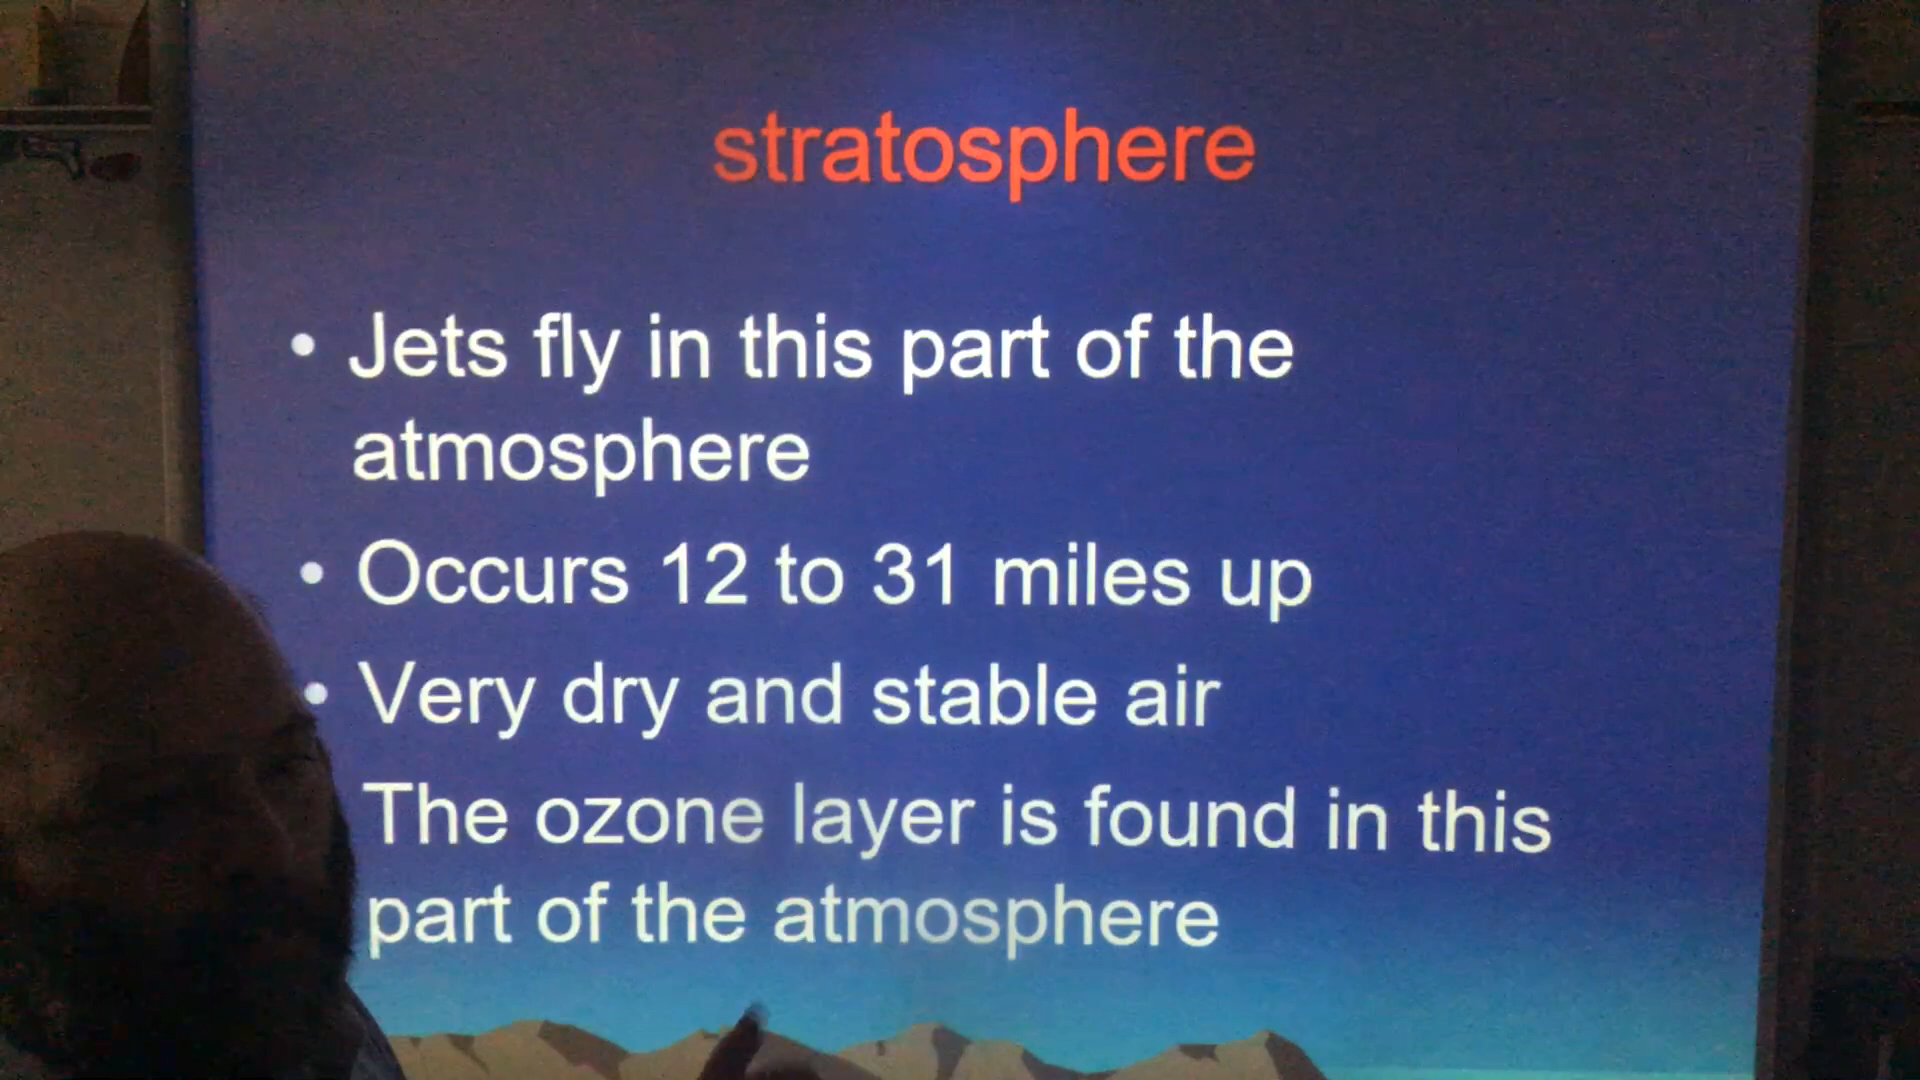 stratosphere
• Jets fly in this part of the
atmosphere
• Occurs 12 to 31 miles up
• Very dry and stable air
The ozone layer is found in this
part of the atmosphere